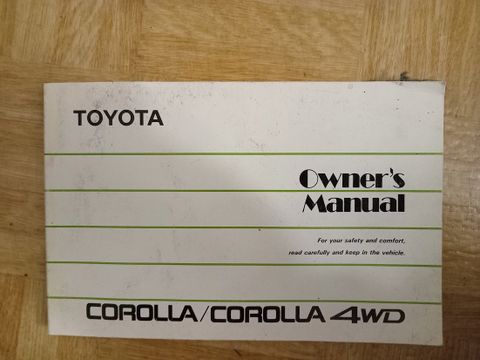 TOYOTA
Owner's
Manual
For your safety and comfort,
read carefully and keep in the vehicle.
COROLLA/COROLLA 4WD